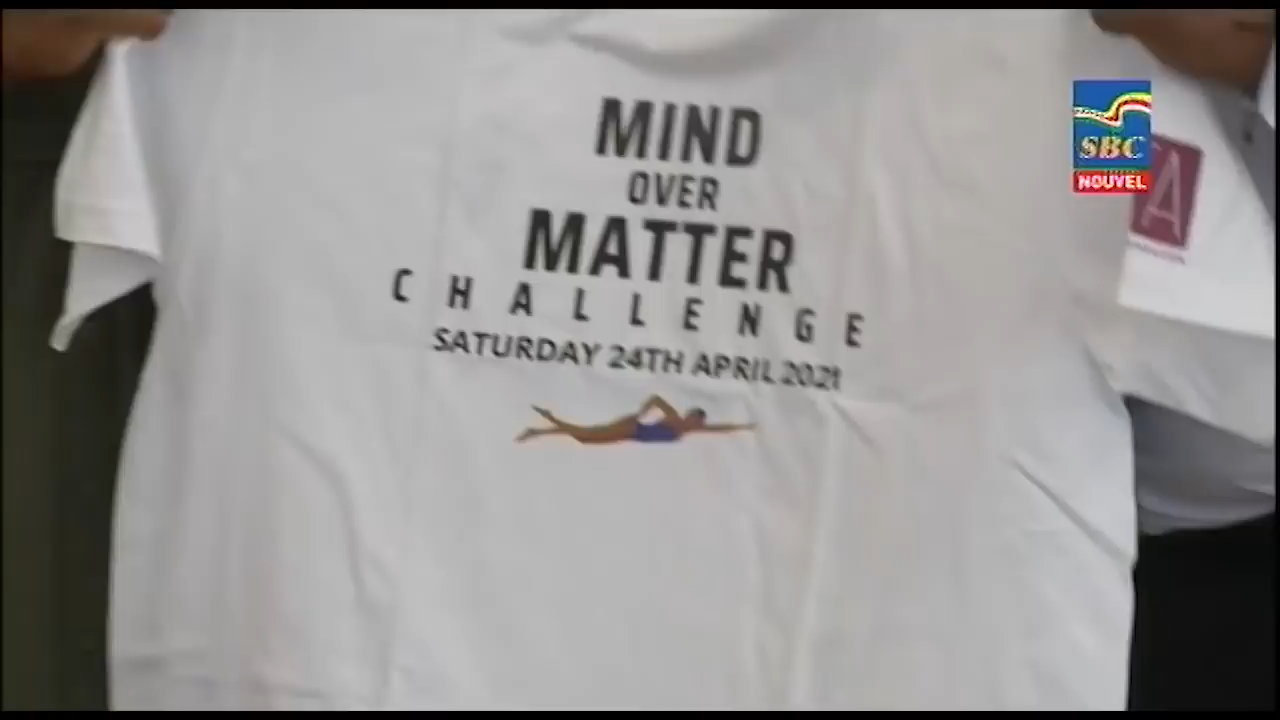 MIND
OVER
MATTER
CHALLENGE
SATURDAY 24TH APRIL 2021
SBC
NOUVEL
A